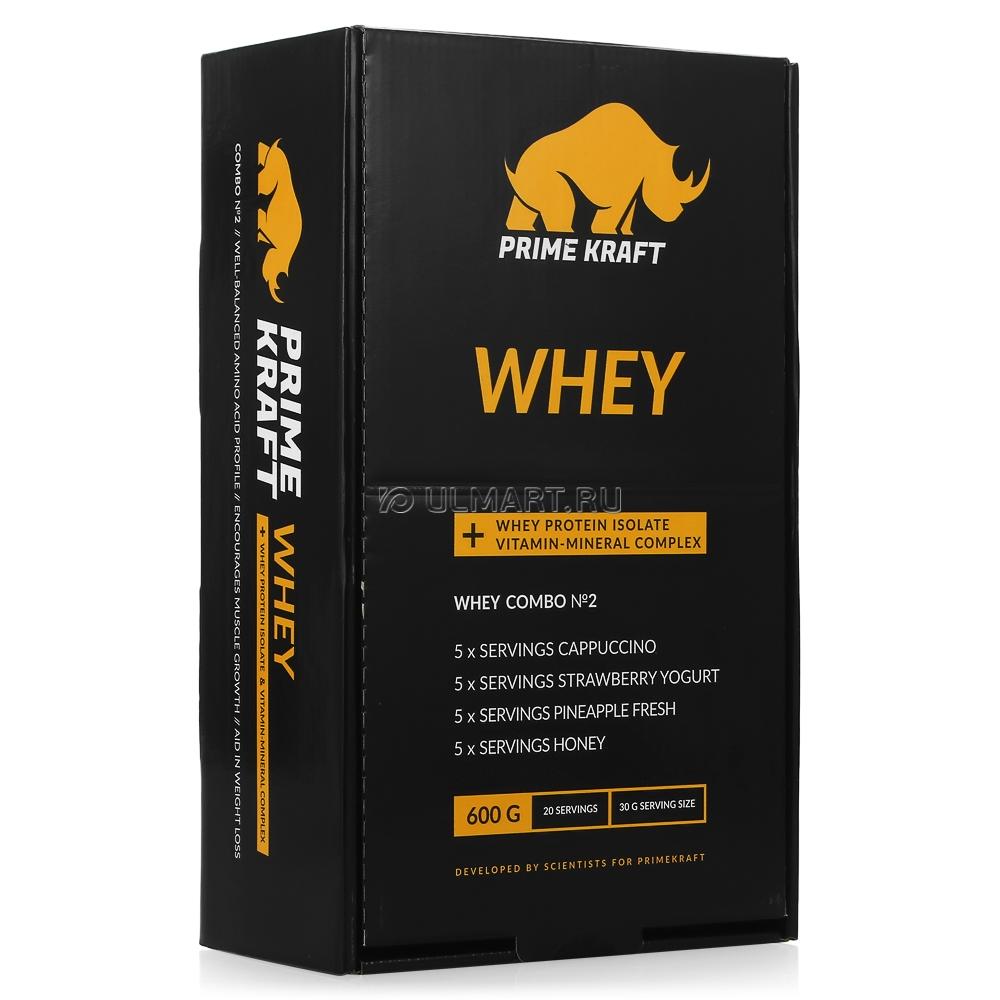 PRIME KRAFT
WHEY
ULMART.RU
+ WHEY PROTEIN ISOLATE
VITAMIN-MINERAL COMPLEX
WHEY COMBO №2
5 x SERVINGS CAPPUCCINO
5 x SERVINGS STRAWBERRY YOGURT
5 x SERVINGS PINEAPPLE FRESH
5 x SERVINGS HONEY
600 G 20 SERVINGS 30 G SERVING SIZE
DEVELOPED BY SCIENTISTS FOR PRIMEKRAFT
PRIME
KRAFT
WHEY
+ WHEY PROTEIN ISOLATE & VITAMIN-MINERAL COMPLEX
COMBO №2 // WELL-BALANCED AMINO ACID PROFILE // ENCOURAGES MUSCLE GROWTH // AID IN WEIGHT LOSS